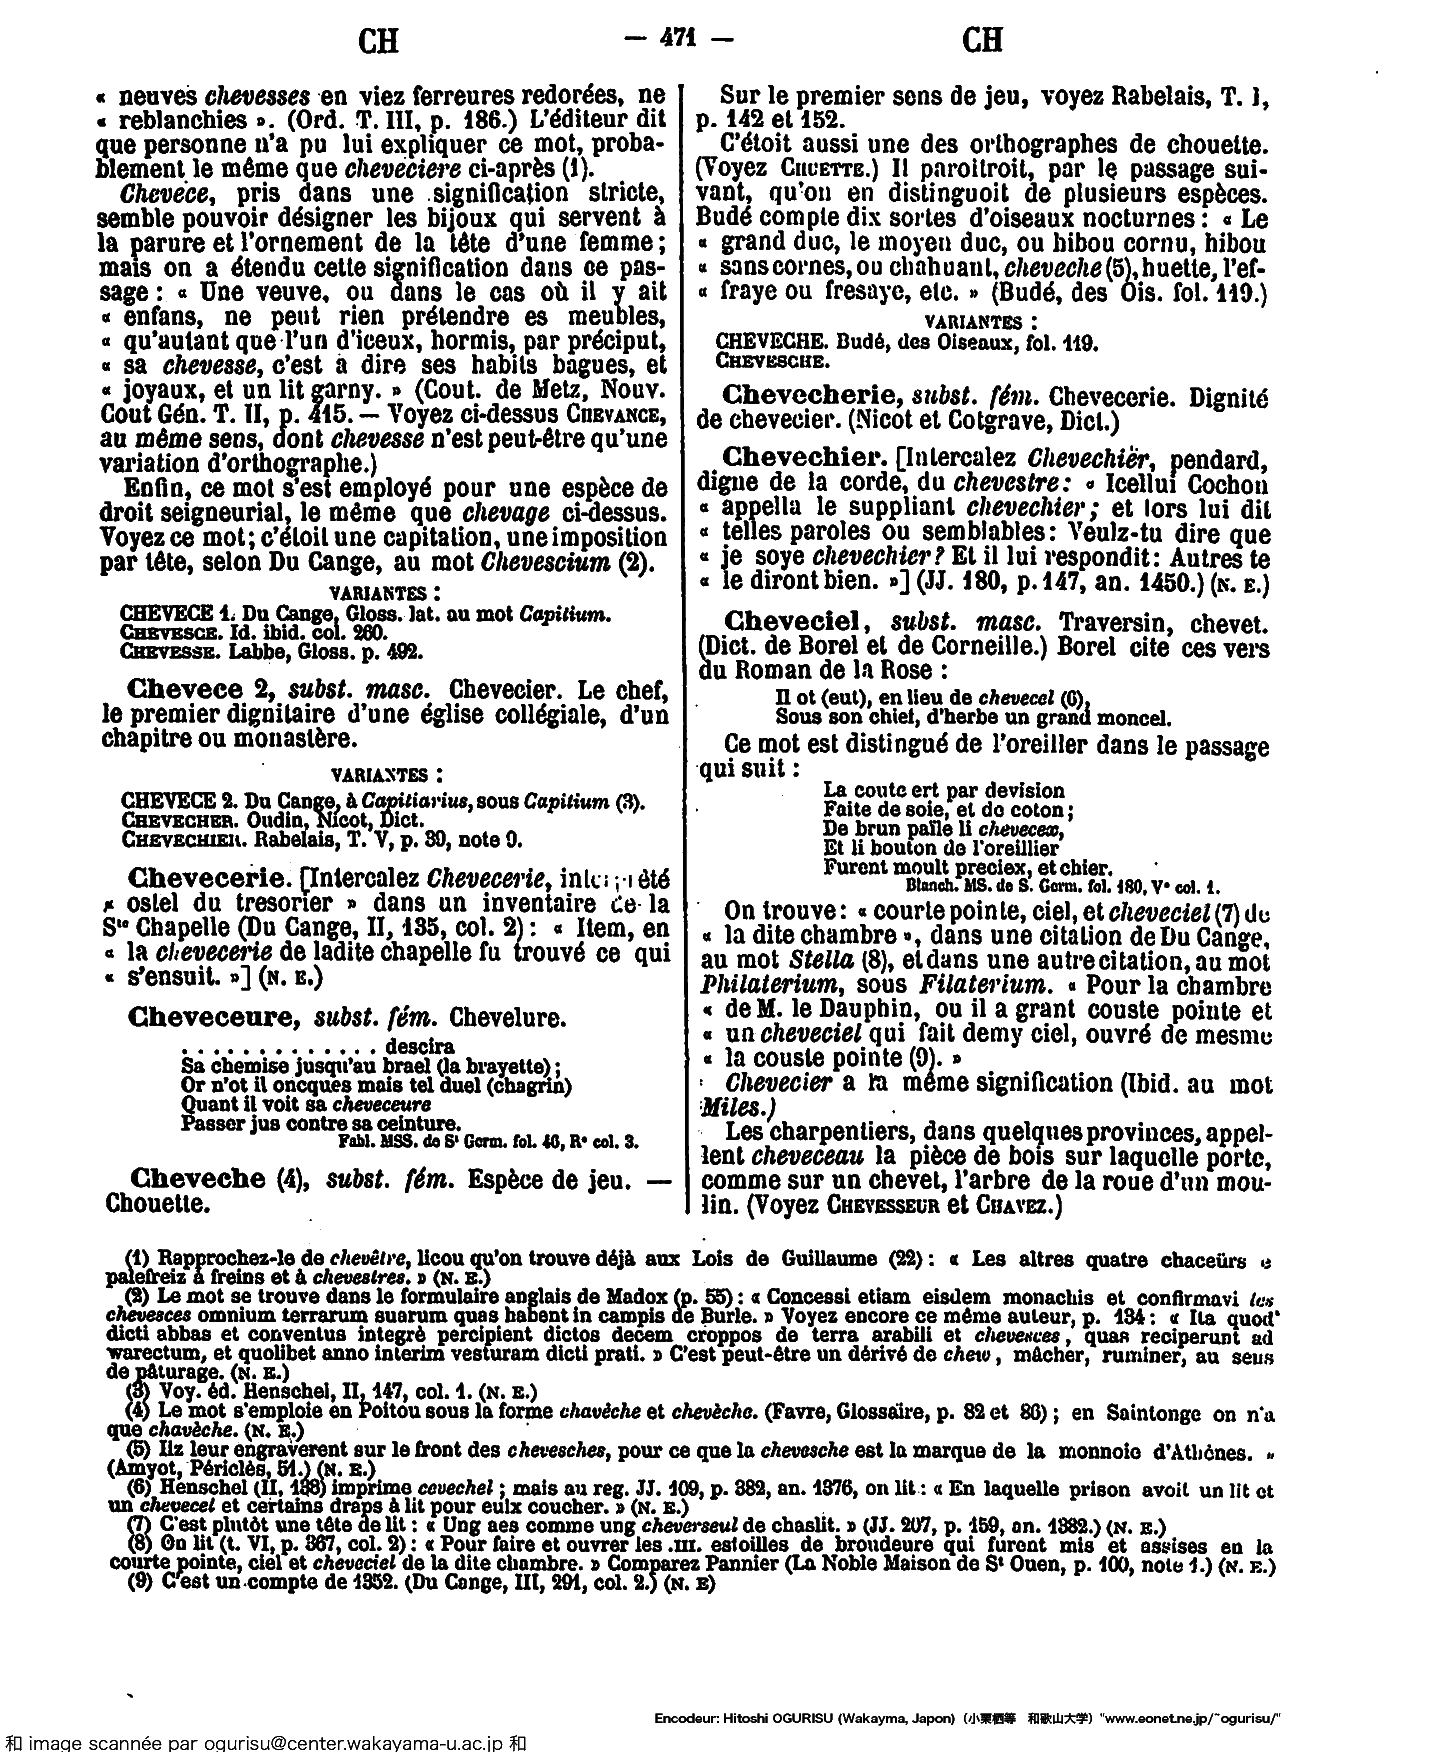 CH — 471 — CH
« neuves chevesses en viez ferreures redorées, ne
« reblanchies ». (Ord. T. III, p. 186.) L'éditeur dit
que personne n'a pu lui expliquer ce mot, proba-
blement le même que cheveciere ci-après (1).
Chevece, pris dans une signification stricte,
semble pouvoir désigner les bijoux qui servent à
la parure et l'ornement de la tête d'une femme;
mais on a étendu cette signification dans ce pas-
sage : « Une veuve, ou dans le cas où il y ait
« enfans, ne peut rien prétendre es meubles,
« qu'autant que l'un d'iceux, hormis, par préciput,
« sa chevesse, c'est à dire ses habits bagues, et
« joyaux, et un lit garny. » (Cout. de Metz, Nouv.
Cout Gén. T. II, p. 415. — Voyez ci-dessus CHEVANCE,
au même sens, dont chevesse n'est peut-être qu'une
variation d'orthographe.)
Enfin, ce mot s'est employé pour une espèce de
droit seigneurial, le même que chevage ci-dessus.
Voyez ce mot; c'étoit une capitation, une imposition
par tête, selon Du Cange, au mot Chevescium (2).
VARIANTES :
CHEVECE 1. Du Cange, Gloss. lat. au mot Capitium.
CHEVESCE. Id. ibid. col. 260.
CHEVESSE. Labbe, Gloss. p. 492.
Chevece 2, subst. masc. Chevecier. Le chef,
le premier dignitaire d'une église collégiale, d'un
chapitre ou monastère.
VARIANTES :
CHEVECE 2. Du Cange, à Capitiarius, sous Capitium (3).
CHEVECHER. Oudin, Nicot, Dict.
CHEVECHIER. Rabelais, T. V, p. 39, note 9.
Chevecerie. [Intercalez Chevecerie, interprété
« ostel du tresorier » dans un inventaire de la
Ste Chapelle (Du Cange, II, 135, col. 2) : « Item, en
« la chevecerie de ladite chapelle fu trouvé ce qui
« s'ensuit. »] (N. E.)
Cheveceure, subst. fém. Chevelure.
. . . . . . . . . . . . . descira
Sa chemise jusqu'au brael (la brayette) ;
Or n'ot il oncques mais tel duel (chagrin)
Quant il voit sa cheveceure
Passer jus contre sa ceinture.
Fabl. MSS. de St Germ. fol. 46, R° col. 3.
Cheveche (4), subst. fém. Espèce de jeu. —
Chouette.
Sur le premier sens de jeu, voyez Rabelais, T. I,
p. 142 et 152.
C'étoit aussi une des orthographes de chouette.
(Voyez CHUETTE.) Il paroitroit, par le passage sui-
vant, qu'on en distinguoit de plusieurs espèces.
Budé compte dix sortes d'oiseaux nocturnes : « Le
« grand duc, le moyen duc, ou hibou cornu, hibou
« sans cornes, ou chahuant, cheveche (5), huette, l'ef-
« fraye ou fresaye, etc. » (Budé, des Ois. fol. 119.)
VARIANTES :
CHEVECHE. Budé, des Oiseaux, fol. 119.
CHEVESCHE.
Chevecherie, subst. fém. Chevecerie. Dignité
de chevecier. (Nicot et Cotgrave, Dict.)
Chevechier. [Intercalez Chevechiër, pendard,
digne de la corde, du chevestre : « Icellui Cochon
« appella le suppliant chevechier ; et lors lui dit
« telles paroles ou semblables : Veulz-tu dire que
« je soye chevechier ? Et il lui respondit : Autres te
« le diront bien. »] (JJ. 180, p. 147, an. 1450.) (N. E.)
Cheveciel, subst. masc. Traversin, chevet.
(Dict. de Borel et de Corneille.) Borel cite ces vers
du Roman de la Rose :
Il ot (eut), en lieu de chevecel (6),
Sous son chief, d'herbe un grand moncel.
Ce mot est distingué de l'oreiller dans le passage
qui suit :
La coute ert par devision
Faite de soie, et de coton ;
De brun paile li chevecex,
Et li bouton de l'oreillier
Furent moult preciex, et chier.
Blanch. MS. de S. Germ. fol. 180, V° col. 1.
On trouve : « courte pointe, ciel, et cheveciel (7) de
« la dite chambre », dans une citation de Du Cange,
au mot Stella (8), et dans une autre citation, au mot
Philaterium, sous Filaterium. « Pour la chambre
« de M. le Dauphin, ou il a grant couste pointe et
« un cheveciel qui fait demy ciel, ouvré de mesme
« la couste pointe (9). »
Chevecier a la même signification (Ibid. au mot
Miles.)
Les charpentiers, dans quelques provinces, appel-
lent cheveceau la pièce de bois sur laquelle porte,
comme sur un chevet, l'arbre de la roue d'un mou-
lin. (Voyez CHEVESSEUR et CHAVEZ.)
(1) Rapprochez-le de chevêtre, licou qu'on trouve déjà aux Lois de Guillaume (22) : « Les altres quatre chaceürs e
palefreiz à freins et à chevestres. » (N. E.)
(2) Le mot se trouve dans le formulaire anglais de Madox (p. 55) : « Concessi etiam eisdem monachis et confirmavi les
chevesces omnium terrarum suarum quas habent in campis de Burle. » Voyez encore ce même auteur, p. 134 : « Ita quod
dicti abbas et conventus integrè percipient dictos decem croppos de terra arabili et chevesces, quas reciperunt ad
warectum, et quolibet anno interim vesturam dicti prati. » C'est peut-être un dérivé de chew, mâcher, ruminer, au sens
de pâturage. (N. E.)
(3) Voy. éd. Henschel, II, 147, col. 1. (N. E.)
(4) Le mot s'emploie en Poitou sous la forme chavèche et chevèche. (Favre, Glossaire, p. 82 et 86) ; en Saintonge on n'a
que chavèche. (N. E.)
(5) Ilz leur engraverent sur le front des chevesches, pour ce que la chevesche est la marque de la monnoie d'Athènes. »
(Amyot, Périclès, 51.) (N. E.)
(6) Henschel (II, 138) imprime cevechel ; mais au reg. JJ. 109, p. 382, an. 1376, on lit : « En laquelle prison avoit un lit et
un chevecel et certains draps à lit pour eulx coucher. » (N. E.)
(7) C'est plutôt une tête de lit : « Ung aes comme ung cheverseul de chaslit. » (JJ. 207, p. 159, an. 1382.) (N. E.)
(8) On lit (t. VI, p. 367, col. 2) : « Pour faire et ouvrer les .III. estoilles de broudeure qui furent mis et assises en la
courte pointe, ciel et cheveciel de la dite chambre. » Comparez Pannier (La Noble Maison de St Ouen, p. 100, note 1.) (N. E.)
(9) C'est un compte de 1352. (Du Cange, III, 291, col. 2.) (N. E)
Encodeur: Hitoshi OGURISU (Wakayma, Japon) (小栗栖等 和歌山大学) "www.eonet.ne.jp/~ogurisu/"
和 image scannée par ogurisu@center.wakayama-u.ac.jp 和